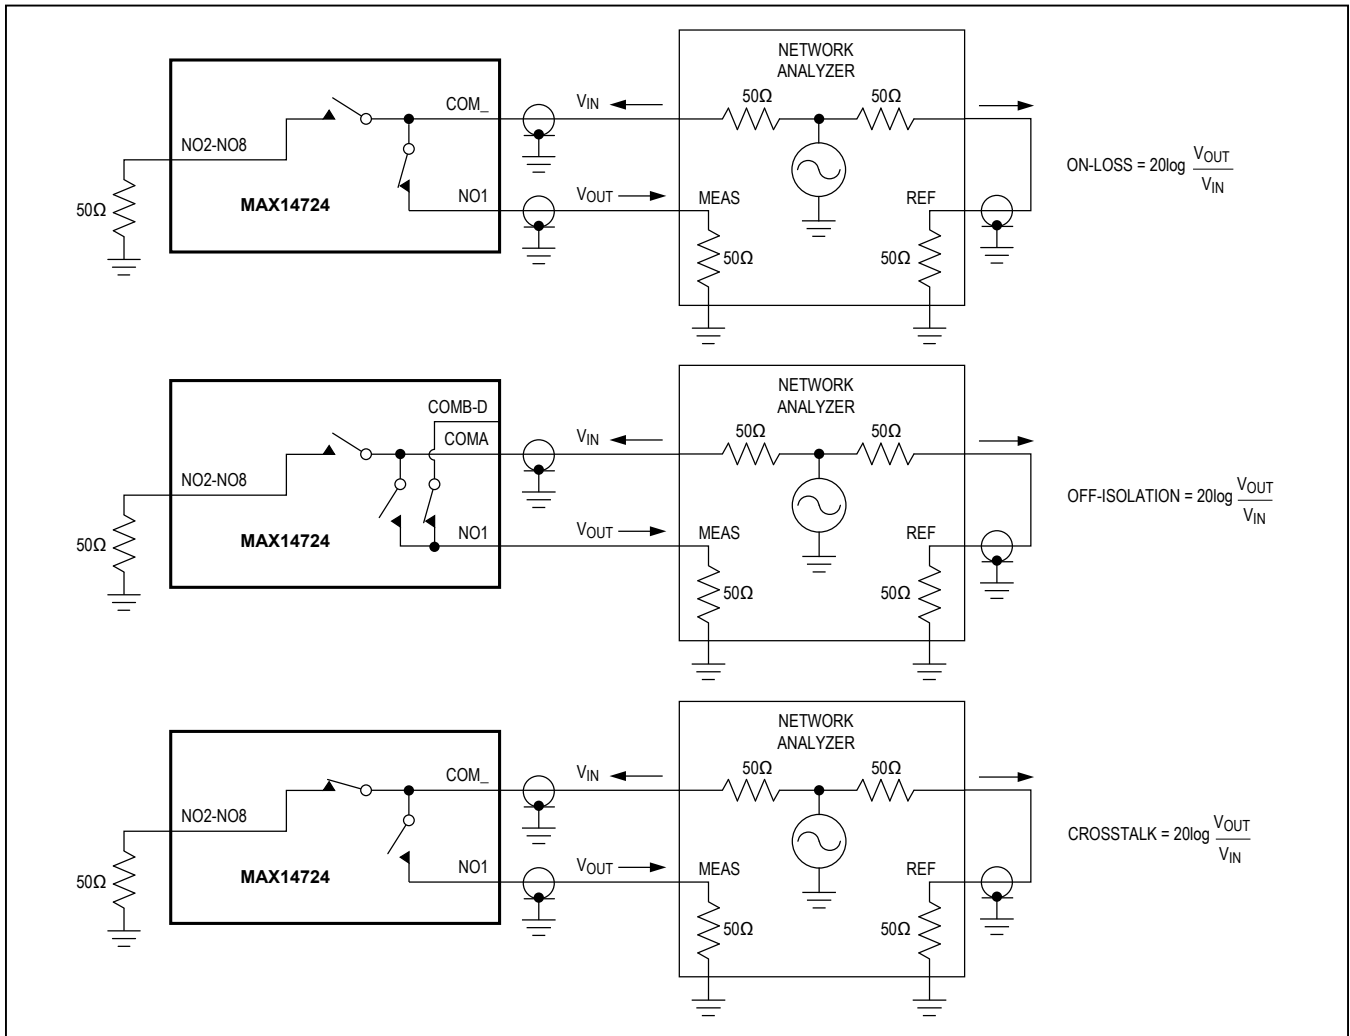 NETWORK
ANALYZER
50Ω
50Ω
COM_
VIN
NO2-NO8
ON-LOSS = 20log VOUT
VIN
50Ω
MAX14724
NO1
VOUT
MEAS
REF
50Ω
50Ω
NETWORK
ANALYZER
COMB-D
50Ω
50Ω
COMA
VIN
NO2-NO8
OFF-ISOLATION = 20log VOUT
VIN
50Ω
MAX14724
NO1
VOUT
MEAS
REF
50Ω
50Ω
NETWORK
ANALYZER
50Ω
50Ω
COM_
VIN
NO2-NO8
CROSSTALK = 20log VOUT
VIN
50Ω
MAX14724
NO1
VOUT
MEAS
REF
50Ω
50Ω